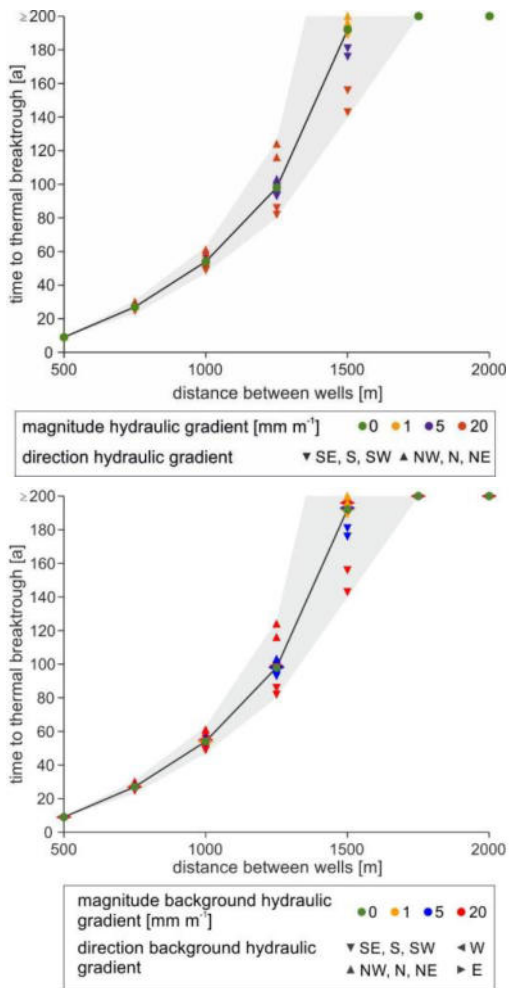 ≥200
180
160
140
120
100
80
60
40
20
0
time to thermal breaktrough [a]
500
1000
1500
2000
distance between wells [m]
magnitude hydraulic gradient [mm m⁻¹]
0
1
5
20
direction hydraulic gradient
SE, S, SW
NW, N, NE
≥200
180
160
140
120
100
80
60
40
20
0
time to thermal breaktrough [a]
500
1000
1500
2000
distance between wells [m]
magnitude background hydraulic
gradient [mm m⁻¹]
0
1
5
20
direction background hydraulic
gradient
SE, S, SW
W
NW, N, NE
E